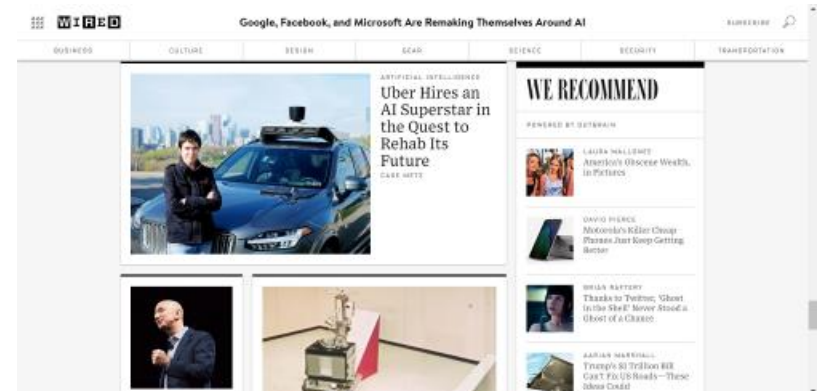 WIRED
Google, Facebook, and Microsoft Are Remaking Themselves Around AI
SUBSCRIBE
BUSINESS
CULTURE
DESIGN
GEAR
SCIENCE
SECURITY
TRANSPORTATION
ARTIFICIAL INTELLIGENCE
Uber Hires an
AI Superstar in
the Quest to
Rehab Its
Future
CADE METZ
WE RECOMMEND
POWERED BY OUTBRAIN
LAURA MALLONEE
America's Obscene Wealth,
in Pictures
DAVID PIERCE
Motorola's Killer Cheap
Phones Just Keep Getting
Better
BRIAN RAFTERY
Thanks to Twitter, 'Ghost
in the Shell' Never Stood a
Ghost of a Chance
AARIAN MARSHALL
Trump's $1 Trillion Bill
Can't Fix US Roads—These
Ideas Could